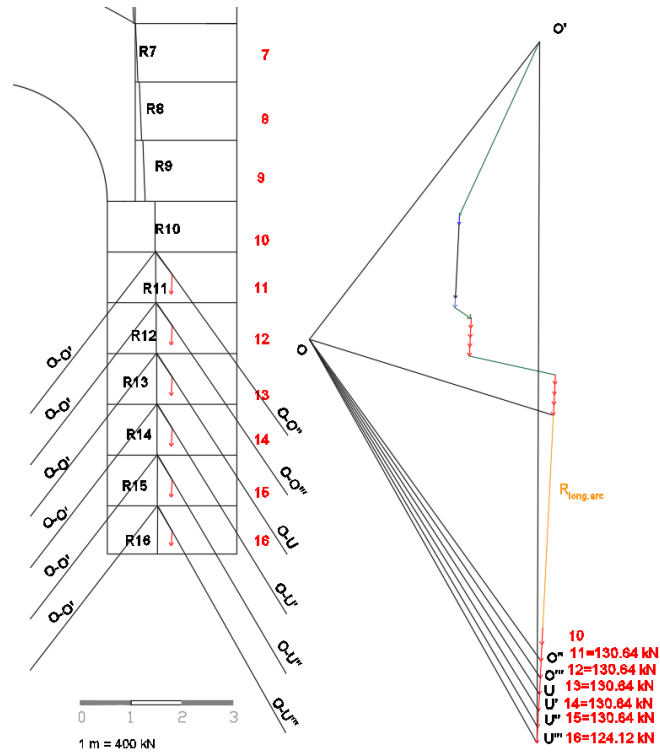 R7
7
R8
8
R9
9
R10
10
R11
11
R12
12
O-O'
R13
13
O-O"
O-O'
R14
14
O-O'"
O-O'
R15
15
O-U
O-O'
R16
16
O-U'
O-O'
O-U"
O-O'
O-U'"
0 1 2 3
1 m = 400 kN
O'
O
R long.arc
10
O" 11=130.64 kN
O'" 12=130.64 kN
U 13=130.64 kN
U' 14=130.64 kN
U" 15=130.64 kN
U'" 16=124.12 kN